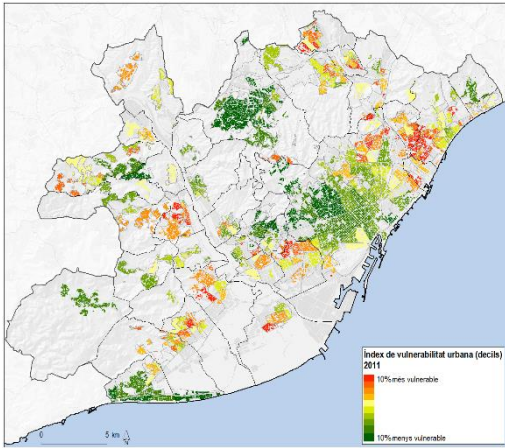 Índex de vulnerabilitat urbana (decils)
2011
10% més vulnerable
10% menys vulnerable
0 5 km